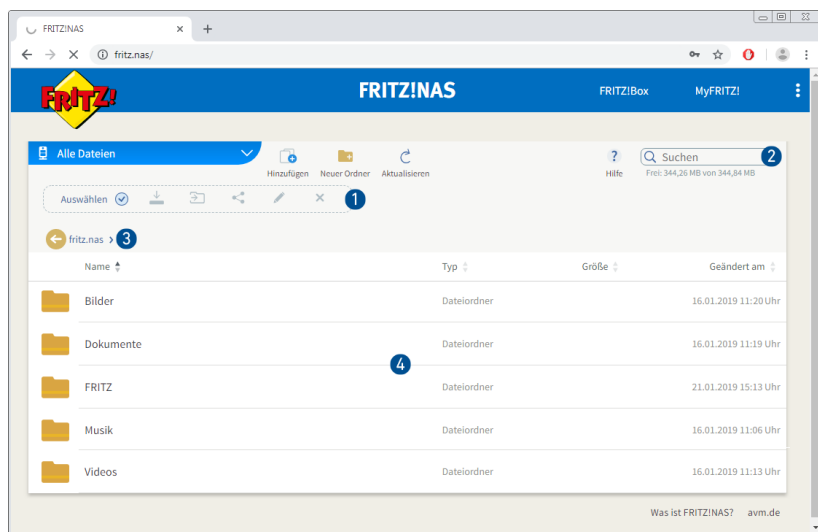 FRITZ!NAS
fritz.nas/
FRITZ!
FRITZ!NAS
FRITZ!Box
MyFRITZ!
Alle Dateien
Hinzufügen
Neuer Ordner
Aktualisieren
? Hilfe
Suchen
2
Frei: 344,26 MB von 344,84 MB
Auswählen
1
fritz.nas >
3
Name Typ Größe Geändert am
Bilder Dateiordner 16.01.2019 11:20 Uhr
Dokumente Dateiordner 16.01.2019 11:19 Uhr
4
FRITZ Dateiordner 21.01.2019 15:13 Uhr
Musik Dateiordner 16.01.2019 11:06 Uhr
Videos Dateiordner 16.01.2019 11:13 Uhr
Was ist FRITZ!NAS? avm.de